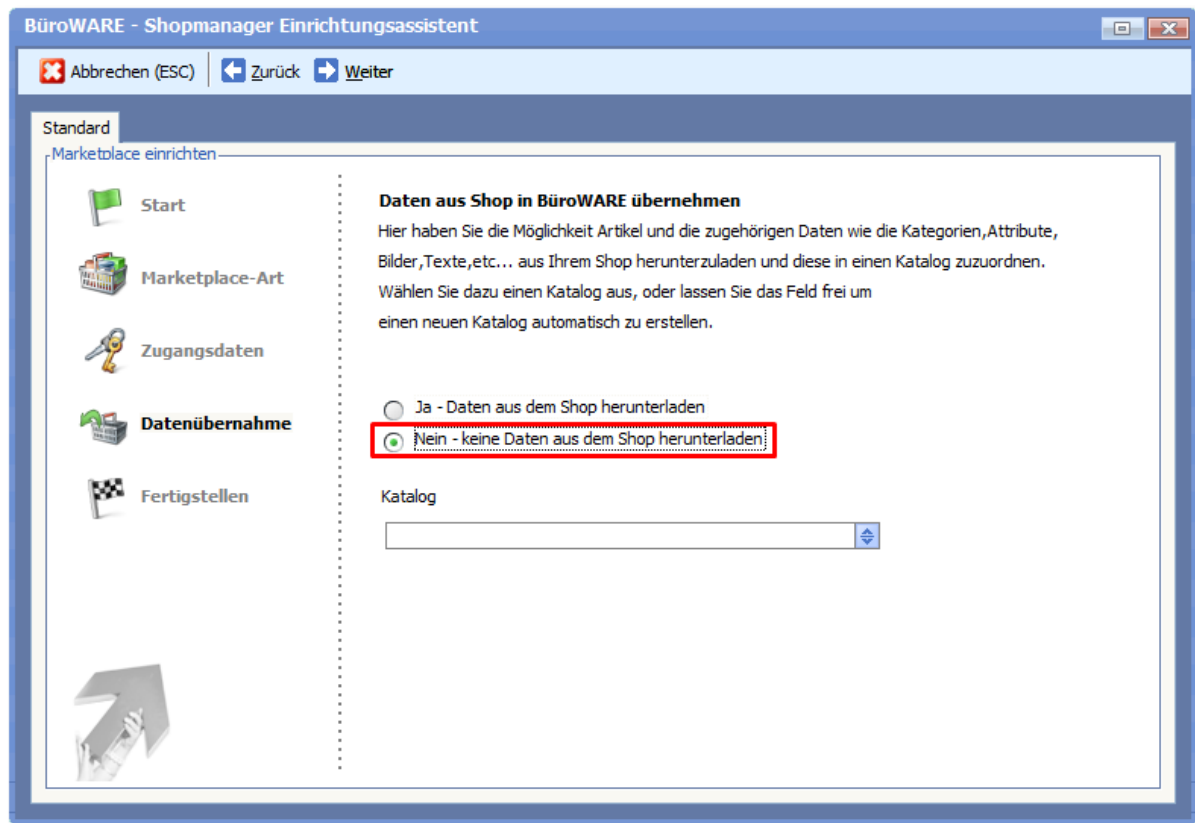 BüroWARE - Shopmanager Einrichtungsassistent
Abbrechen (ESC) Zurück Weiter
Standard
Marketplace einrichten
Start
Marketplace-Art
Zugangsdaten
Datenübernahme
Fertigstellen
Daten aus Shop in BüroWARE übernehmen
Hier haben Sie die Möglichkeit Artikel und die zugehörigen Daten wie die Kategorien,Attribute,
Bilder,Texte,etc... aus Ihrem Shop herunterzuladen und diese in einen Katalog zuzuordnen.
Wählen Sie dazu einen Katalog aus, oder lassen Sie das Feld frei um
einen neuen Katalog automatisch zu erstellen.
Ja - Daten aus dem Shop herunterladen
Nein - keine Daten aus dem Shop herunterladen
Katalog